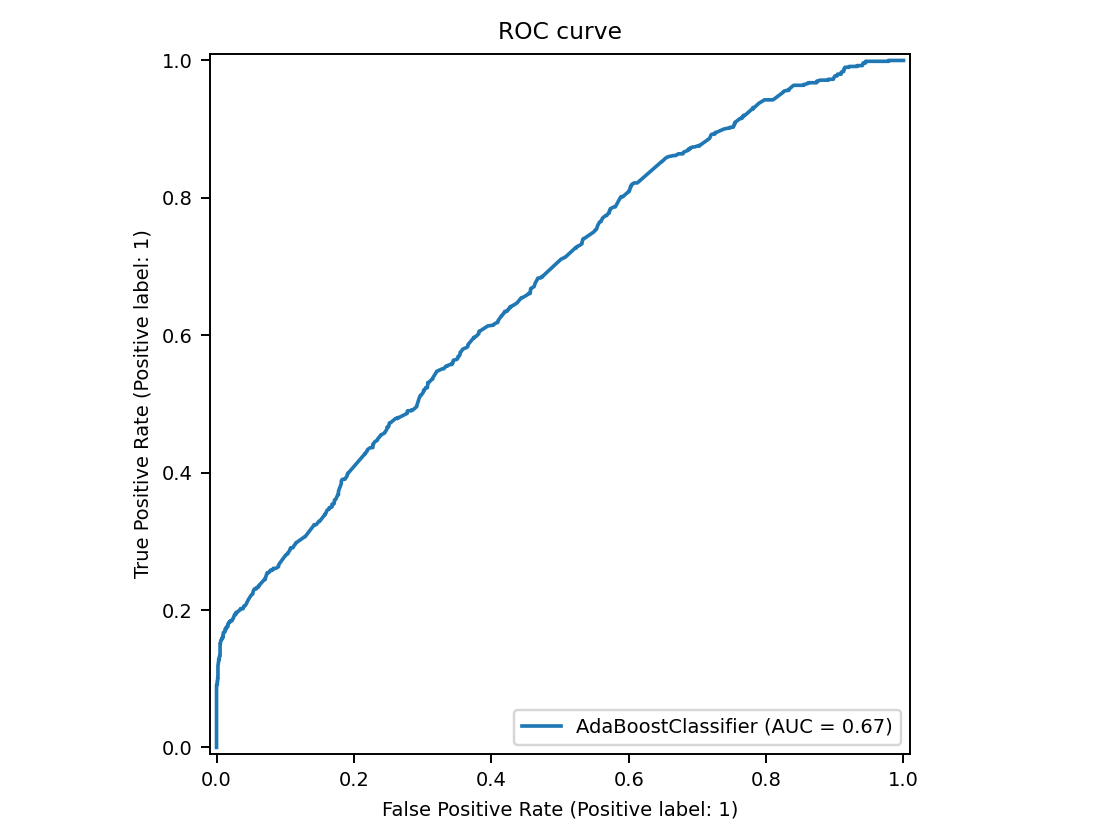 ROC curve
True Positive Rate (Positive label: 1)
1.0
0.8
0.6
0.4
0.2
0.0
AdaBoostClassifier (AUC = 0.67)
0.0 0.2 0.4 0.6 0.8 1.0
False Positive Rate (Positive label: 1)